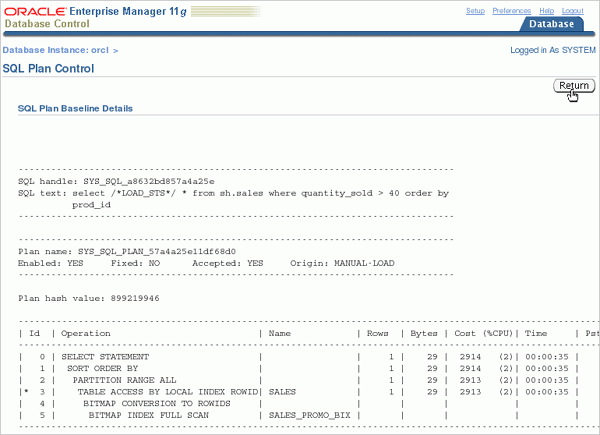 ORACLE Enterprise Manager 11g
Database Control
Setup Preferences Help Logout
Database
Database Instance: orcl >
Logged in As SYSTEM
SQL Plan Control
Return
SQL Plan Baseline Details
--------------------------------------------------------------------------------
SQL handle: SYS_SQL_a8632bd857a4a25e
SQL text: select /*LOAD_STS*/ * from sh.sales where quantity_sold > 40 order by
prod_id
--------------------------------------------------------------------------------
--------------------------------------------------------------------------------
Plan name: SYS_SQL_PLAN_57a4a25e11df68d0
Enabled: YES Fixed: NO Accepted: YES Origin: MANUAL-LOAD
--------------------------------------------------------------------------------
Plan hash value: 899219946
--------------------------------------------------------------------------------
| Id | Operation | Name | Rows | Bytes | Cost (%CPU)| Time | Pst
--------------------------------------------------------------------------------
| 0 | SELECT STATEMENT | | 1 | 29 | 2914 (2)| 00:00:35 |
| 1 | SORT ORDER BY | | 1 | 29 | 2914 (2)| 00:00:35 |
| 2 | PARTITION RANGE ALL | | 1 | 29 | 2913 (2)| 00:00:35 |
|* 3 | TABLE ACCESS BY LOCAL INDEX ROWID| SALES | 1 | 29 | 2913 (2)| 00:00:35 |
| 4 | BITMAP CONVERSION TO ROWIDS | | | | | |
| 5 | BITMAP INDEX FULL SCAN | SALES_PROMO_BIX | | | | |
--------------------------------------------------------------------------------